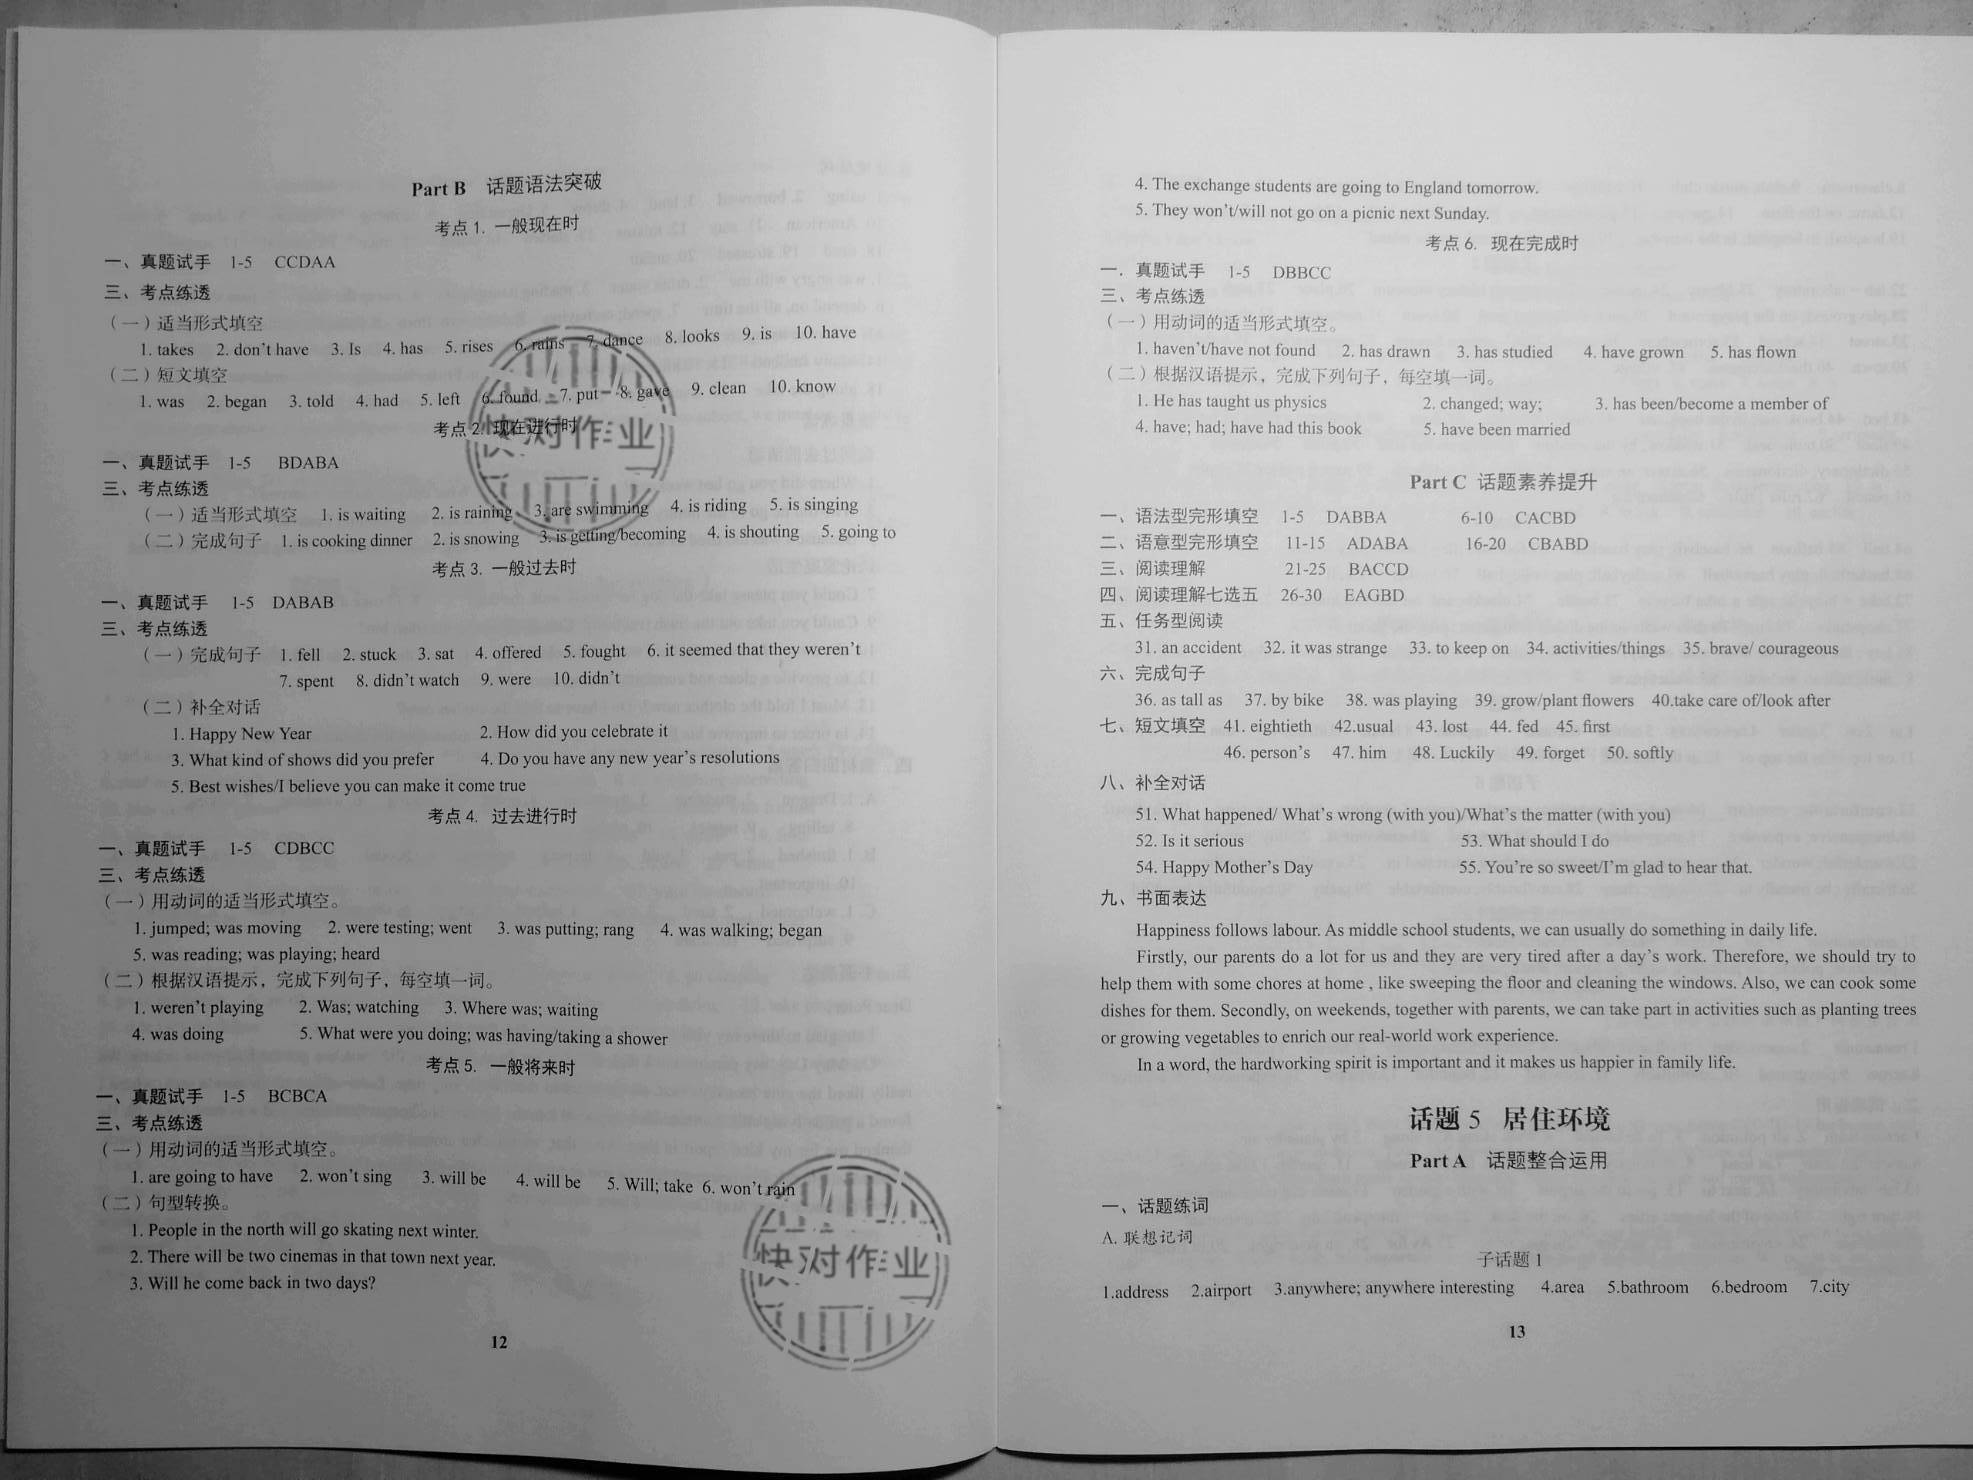 Part B 话题语法突破
考点1. 一般现在时
一、真题试手 1-5 CCDAA
三、考点练透
(一)适当形式填空
1. takes 2. don't have 3. Is 4. has 5. rises 6. rains 7. dance 8. looks 9. is 10. have
(二)短文填空
1. was 2. began 3. told 4. had 5. left 6. found 7. put 8. gave 9. clean 10. know
考点2. 现在进行时
快对作业
一、真题试手 1-5 BDABA
三、考点练透
(一)适当形式填空 1. is waiting 2. is raining 3. are swimming 4. is riding 5. is singing
(二)完成句子 1. is cooking dinner 2. is snowing 3. is getting/becoming 4. is shouting 5. going to
考点3. 一般过去时
一、真题试手 1-5 DABAB
三、考点练透
(一)完成句子 1. fell 2. stuck 3. sat 4. offered 5. fought 6. it seemed that they weren't
7. spent 8. didn't watch 9. were 10. didn't
(二)补全对话
1. Happy New Year 2. How did you celebrate it
3. What kind of shows did you prefer 4. Do you have any new year's resolutions
5. Best wishes/I believe you can make it come true
考点4. 过去进行时
一、真题试手 1-5 CDBCC
三、考点练透
(一)用动词的适当形式填空。
1. jumped; was moving 2. were testing; went 3. was putting; rang 4. was walking; began
5. was reading; was playing; heard
(二)根据汉语提示，完成下列句子，每空填一词。
1. weren't playing 2. Was; watching 3. Where was; waiting
4. was doing 5. What were you doing; was having/taking a shower
考点5. 一般将来时
一、真题试手 1-5 BCBCA
三、考点练透
(一)用动词的适当形式填空。
1. are going to have 2. won't sing 3. will be 4. will be 5. Will; take 6. won't rain
(二)句型转换。
1. People in the north will go skating next winter.
2. There will be two cinemas in that town next year.
3. Will he come back in two days?
快对作业
12
4. The exchange students are going to England tomorrow.
5. They won't/will not go on a picnic next Sunday.
考点6. 现在完成时
一. 真题试手 1-5 DBBCC
三、考点练透
(一)用动词的适当形式填空。
1. haven't/have not found 2. has drawn 3. has studied 4. have grown 5. has flown
(二)根据汉语提示，完成下列句子，每空填一词。
1. He has taught us physics 2. changed; way; 3. has been/become a member of
4. have; had; have had this book 5. have been married
Part C 话题素养提升
一、语法型完形填空 1-5 DABBA 6-10 CACBD
二、语意型完形填空 11-15 ADABA 16-20 CBABD
三、阅读理解 21-25 BACCD
四、阅读理解七选五 26-30 EAGBD
五、任务型阅读
31. an accident 32. it was strange 33. to keep on 34. activities/things 35. brave/ courageous
六、完成句子
36. as tall as 37. by bike 38. was playing 39. grow/plant flowers 40.take care of/look after
七、短文填空 41. eightieth 42.usual 43. lost 44. fed 45. first
46. person's 47. him 48. Luckily 49. forget 50. softly
八、补全对话
51. What happened/ What's wrong (with you)/What's the matter (with you)
52. Is it serious 53. What should I do
54. Happy Mother's Day 55. You're so sweet/I'm glad to hear that.
九、书面表达
Happiness follows labour. As middle school students, we can usually do something in daily life.
Firstly, our parents do a lot for us and they are very tired after a day's work. Therefore, we should try to
help them with some chores at home , like sweeping the floor and cleaning the windows. Also, we can cook some
dishes for them. Secondly, on weekends, together with parents, we can take part in activities such as planting trees
or growing vegetables to enrich our real-world work experience.
In a word, the hardworking spirit is important and it makes us happier in family life.
话题 5 居住环境
Part A 话题整合运用
一、话题练词
A. 联想记词
子话题 1
1.address 2.airport 3.anywhere; anywhere interesting 4.area 5.bathroom 6.bedroom 7.city
13